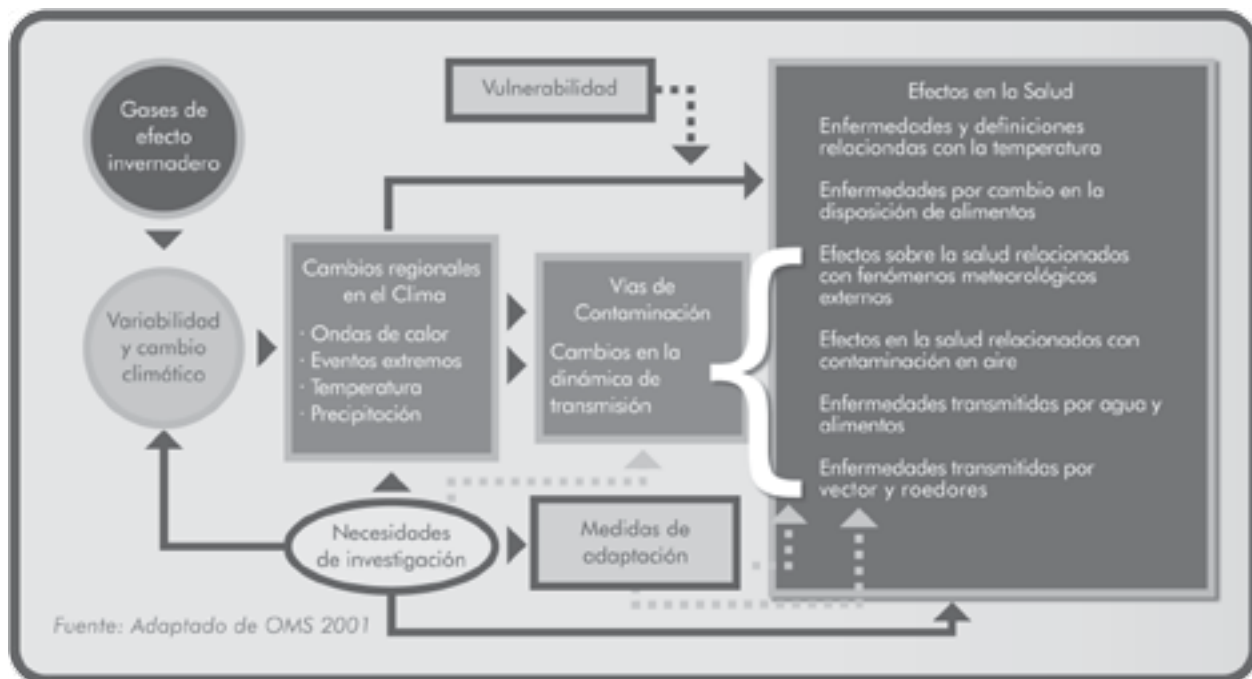 Gases de
efecto
invernadero
Variabilidad
y cambio
climático
Cambios regionales
en el Clima
· Ondas de calor
· Eventos extremos
· Temperatura
· Precipitación
Vulnerabilidad
Vias de
Contaminación
Cambios en la
dinámica de
transmisión
Necesidades
de investigación
Medidas de
adaptación
Efectos en la Salud
Enfermedades y definiciones
relaciondas con la temperatura
Enfermedades por cambio en la
disposición de alimentos
Efectos sobre la salud relacionados
con fenómenos meteorológicos
externos
Efectos en la salud relacionados con
contaminación en aire
Enfermedades transmitidas por agua y
alimentos
Enfermedades transmitidas por
vector y roedores
Fuente: Adaptado de OMS 2001